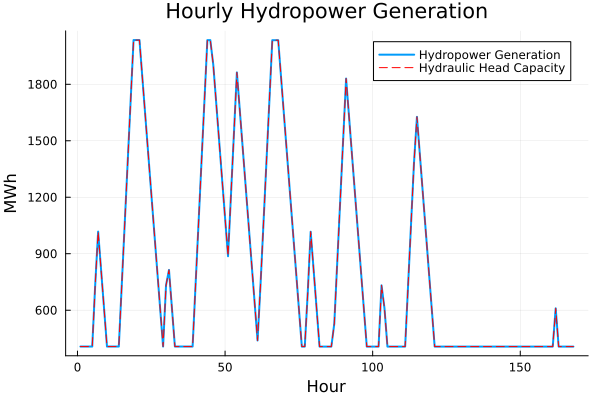 Hourly Hydropower Generation
Hydropower Generation
Hydraulic Head Capacity
MWh
1800
1500
1200
900
600
0
50
100
150
Hour